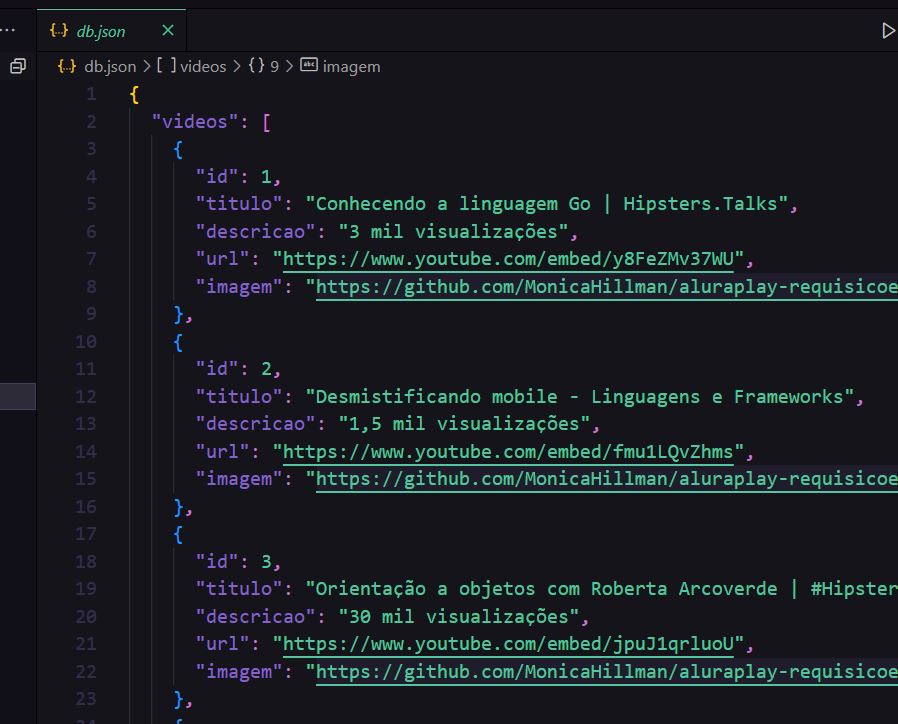 db.json
db.json > [ ] videos > { } 9 > abc imagem
1 {
2 "videos": [
3 {
4 "id": 1,
5 "titulo": "Conhecendo a linguagem Go | Hipsters.Talks",
6 "descricao": "3 mil visualizações",
7 "url": "https://www.youtube.com/embed/y8FeZMv37WU",
8 "imagem": "https://github.com/MonicaHillman/aluraplay-requisicoe
9 },
10 {
11 "id": 2,
12 "titulo": "Desmistificando mobile - Linguagens e Frameworks",
13 "descricao": "1,5 mil visualizações",
14 "url": "https://www.youtube.com/embed/fmu1LQvZhms",
15 "imagem": "https://github.com/MonicaHillman/aluraplay-requisicoe
16 },
17 {
18 "id": 3,
19 "titulo": "Orientação a objetos com Roberta Arcoverde | #Hipster
20 "descricao": "30 mil visualizações",
21 "url": "https://www.youtube.com/embed/jpuJ1qrluoU",
22 "imagem": "https://github.com/MonicaHillman/aluraplay-requisicoe
23 },